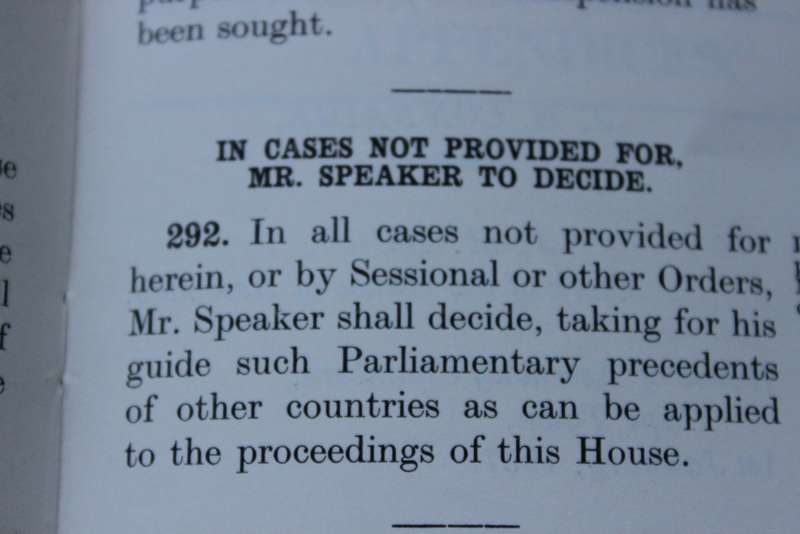 been sought.
IN CASES NOT PROVIDED FOR,
MR. SPEAKER TO DECIDE.
292. In all cases not provided for
herein, or by Sessional or other Orders,
Mr. Speaker shall decide, taking for his
guide such Parliamentary precedents
of other countries as can be applied
to the proceedings of this House.